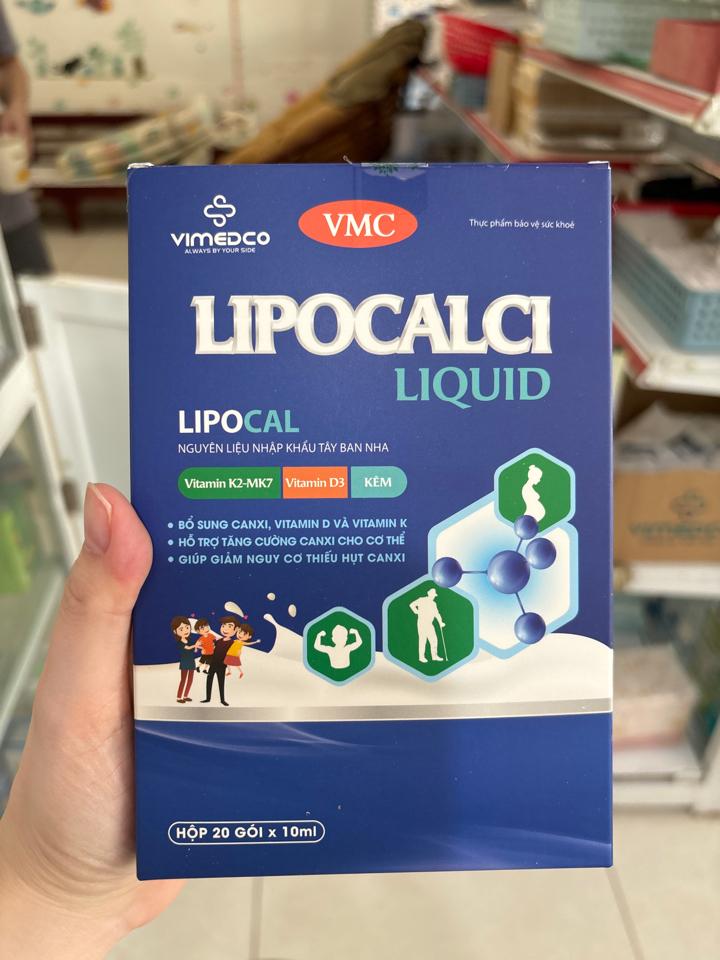 VIMEDCO
ALWAYS BY YOUR SIDE
VMC
Thực phẩm bảo vệ sức khoẻ
LIPOCALCI
LIQUID
LIPOCAL
NGUYÊN LIỆU NHẬP KHẨU TÂY BAN NHA
Vitamin K2-MK7 Vitamin D3 KẼM
• BỔ SUNG CANXI, VITAMIN D VÀ VITAMIN K
• HỖ TRỢ TĂNG CƯỜNG CANXI CHO CƠ THỂ
• GIÚP GIẢM NGUY CƠ THIẾU HỤT CANXI
HỘP 20 GÓI x 10ml
VIMEDCO